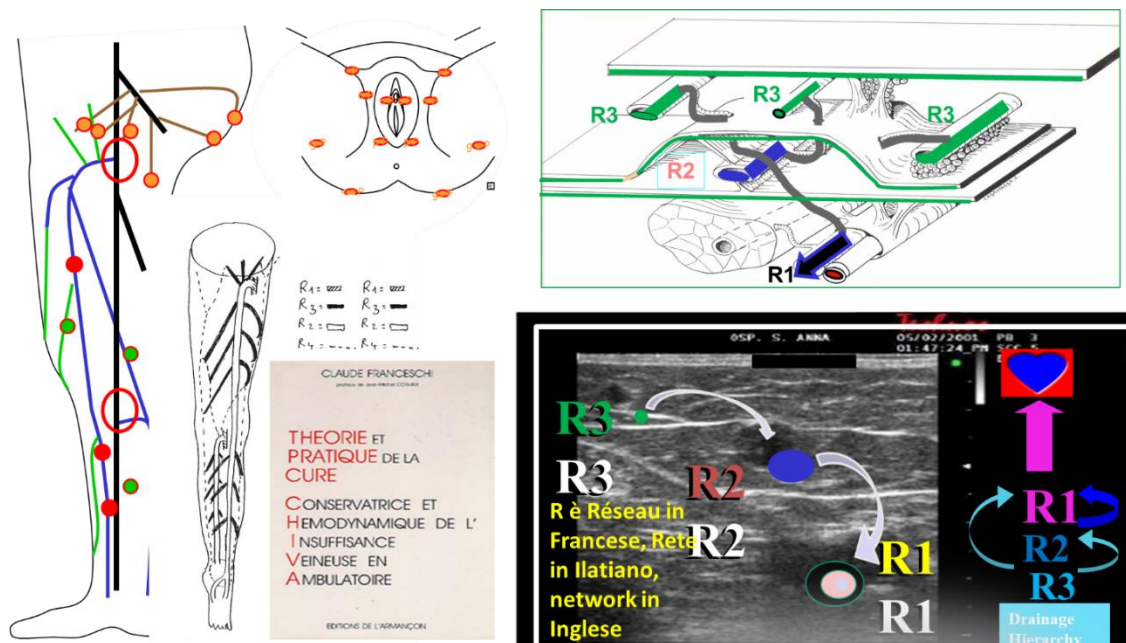 R1=
R3=
R2=
R4=
R1=
R3=
R2=
R4=
CLAUDE FRANCESCHI
THEORIE ET
PRATIQUE DE LA
CURE
CONSERVATRICE ET
HEMODYNAMIQUE DE L'
INSUFFISANCE
VEINEUSE EN
AMBULATOIRE
EDITIONS DE L'ARMANÇON
R3
R3
R3
R2
R1
OSP. S. ANNA
05/02/2001
PB 3
01:47:24 PM
R3
R3
R2
R2
R è Réseau in
Francese, Rete
in Ilatiano,
network in
Inglese
R1
R1
R1
R2
R3
Drainage
Hierarchy